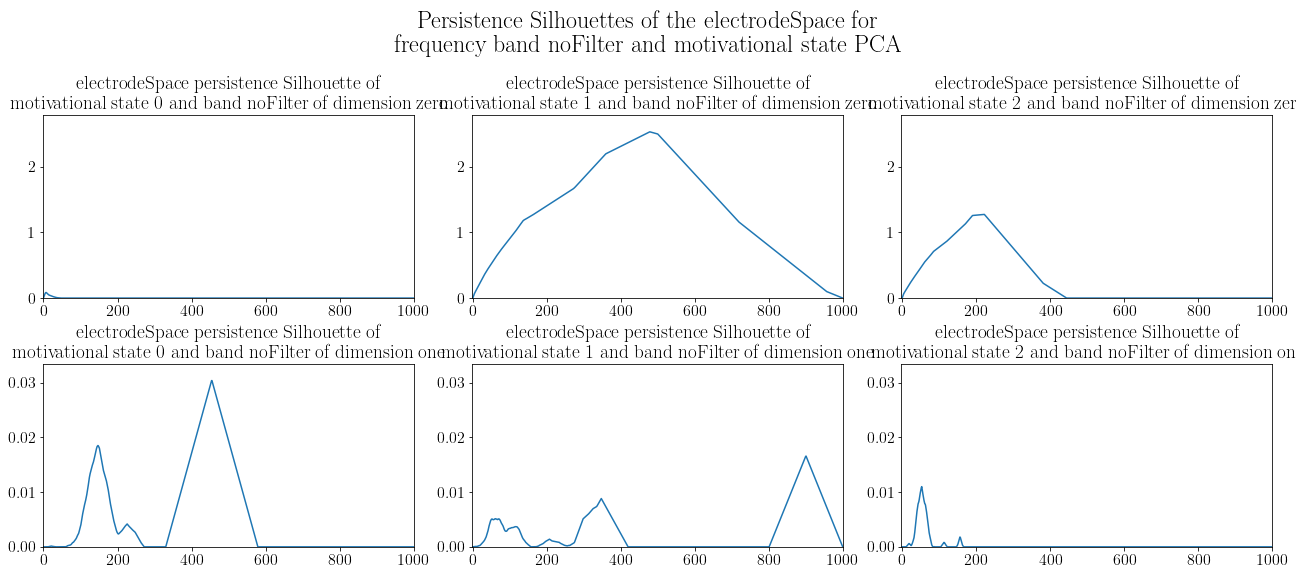 Persistence Silhouettes of the electrodeSpace for
frequency band noFilter and motivational state PCA
electrodeSpace persistence Silhouette of
motivational state 0 and band noFilter of dimension zero
electrodeSpace persistence Silhouette of
motivational state 1 and band noFilter of dimension zero
electrodeSpace persistence Silhouette of
motivational state 2 and band noFilter of dimension zer
2
1
0
0 200 400 600 800 1000
2
1
0
0 200 400 600 800 1000
2
1
0
0 200 400 600 800 1000
electrodeSpace persistence Silhouette of
motivational state 0 and band noFilter of dimension one
electrodeSpace persistence Silhouette of
motivational state 1 and band noFilter of dimension one
electrodeSpace persistence Silhouette of
motivational state 2 and band noFilter of dimension on
0.03
0.02
0.01
0.00
0 200 400 600 800 1000
0.03
0.02
0.01
0.00
0 200 400 600 800 1000
0.03
0.02
0.01
0.00
0 200 400 600 800 1000